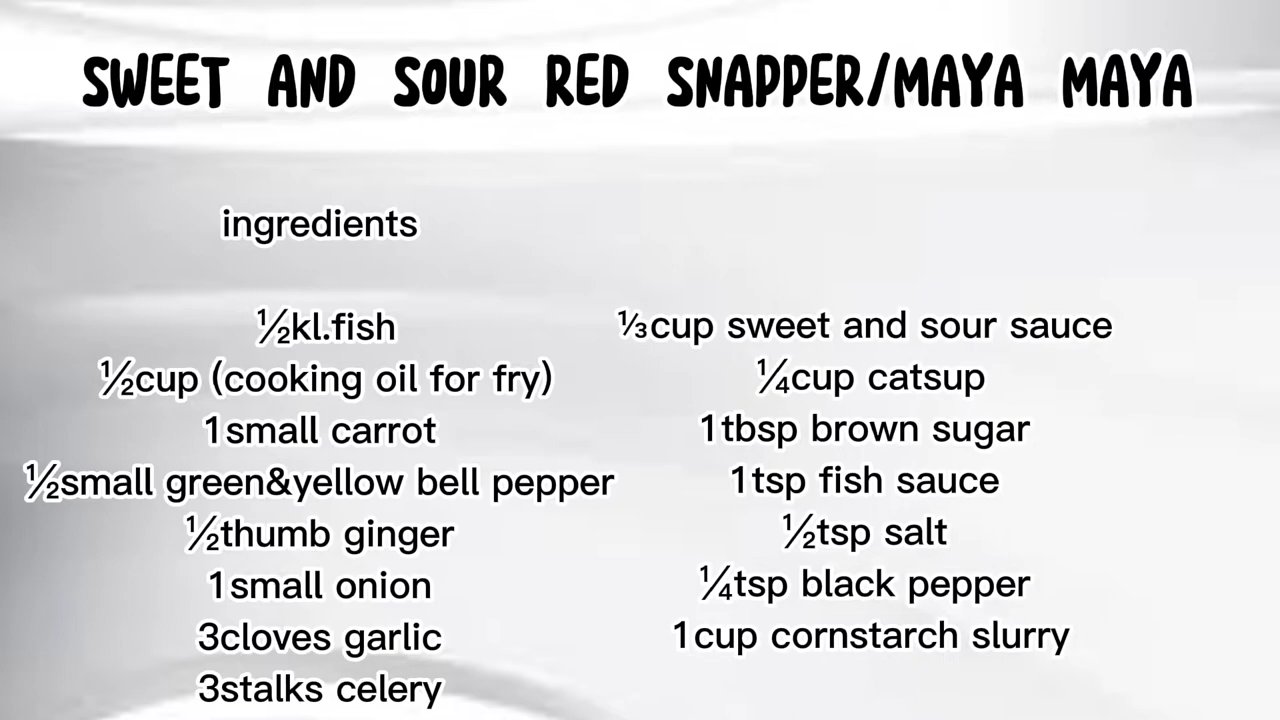 SWEET AND SOUR RED SNAPPER/MAYA MAYA
ingredients
½kl.fish
½cup (cooking oil for fry)
1small carrot
½small green&yellow bell pepper
½thumb ginger
1small onion
3cloves garlic
3stalks celery
⅓cup sweet and sour sauce
¼cup catsup
1tbsp brown sugar
1tsp fish sauce
½tsp salt
¼tsp black pepper
1cup cornstarch slurry